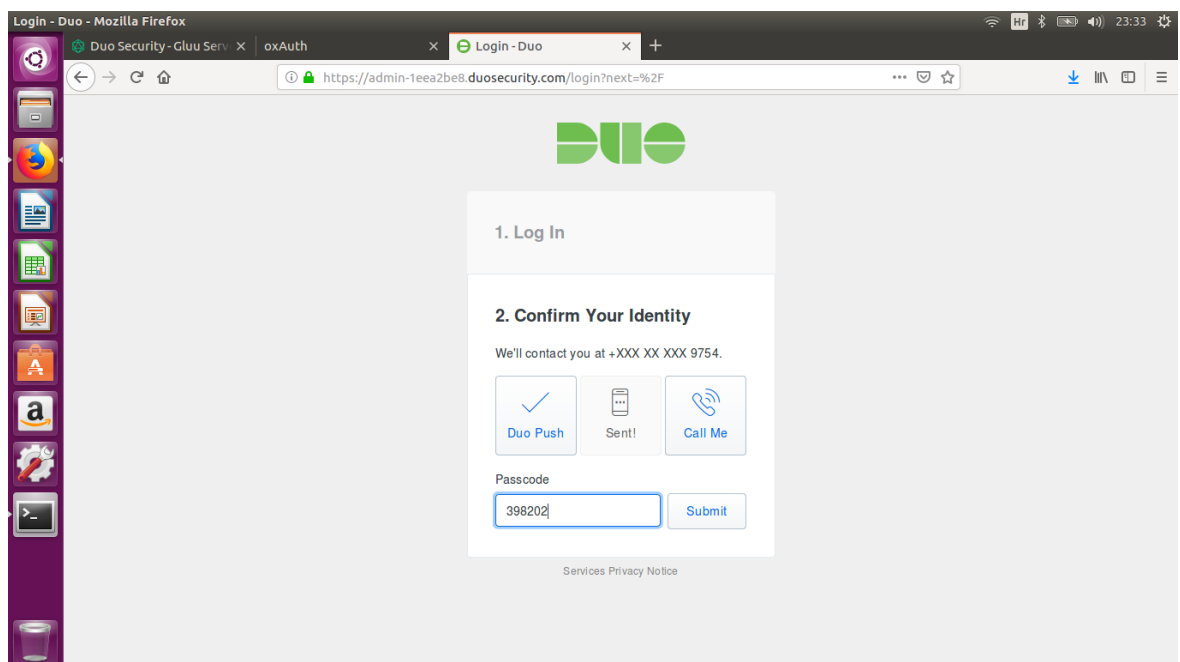 Login - Duo - Mozilla Firefox
Hr
23:33
Duo Security - Gluu Serv
oxAuth
Login - Duo
https://admin-1eea2be8.duosecurity.com/login?next=%2F
DUO
1. Log In
2. Confirm Your Identity
We'll contact you at +XXX XX XXX 9754.
Duo Push
Sent!
Call Me
Passcode
398202
Submit
Services Privacy Notice
A
a
>_